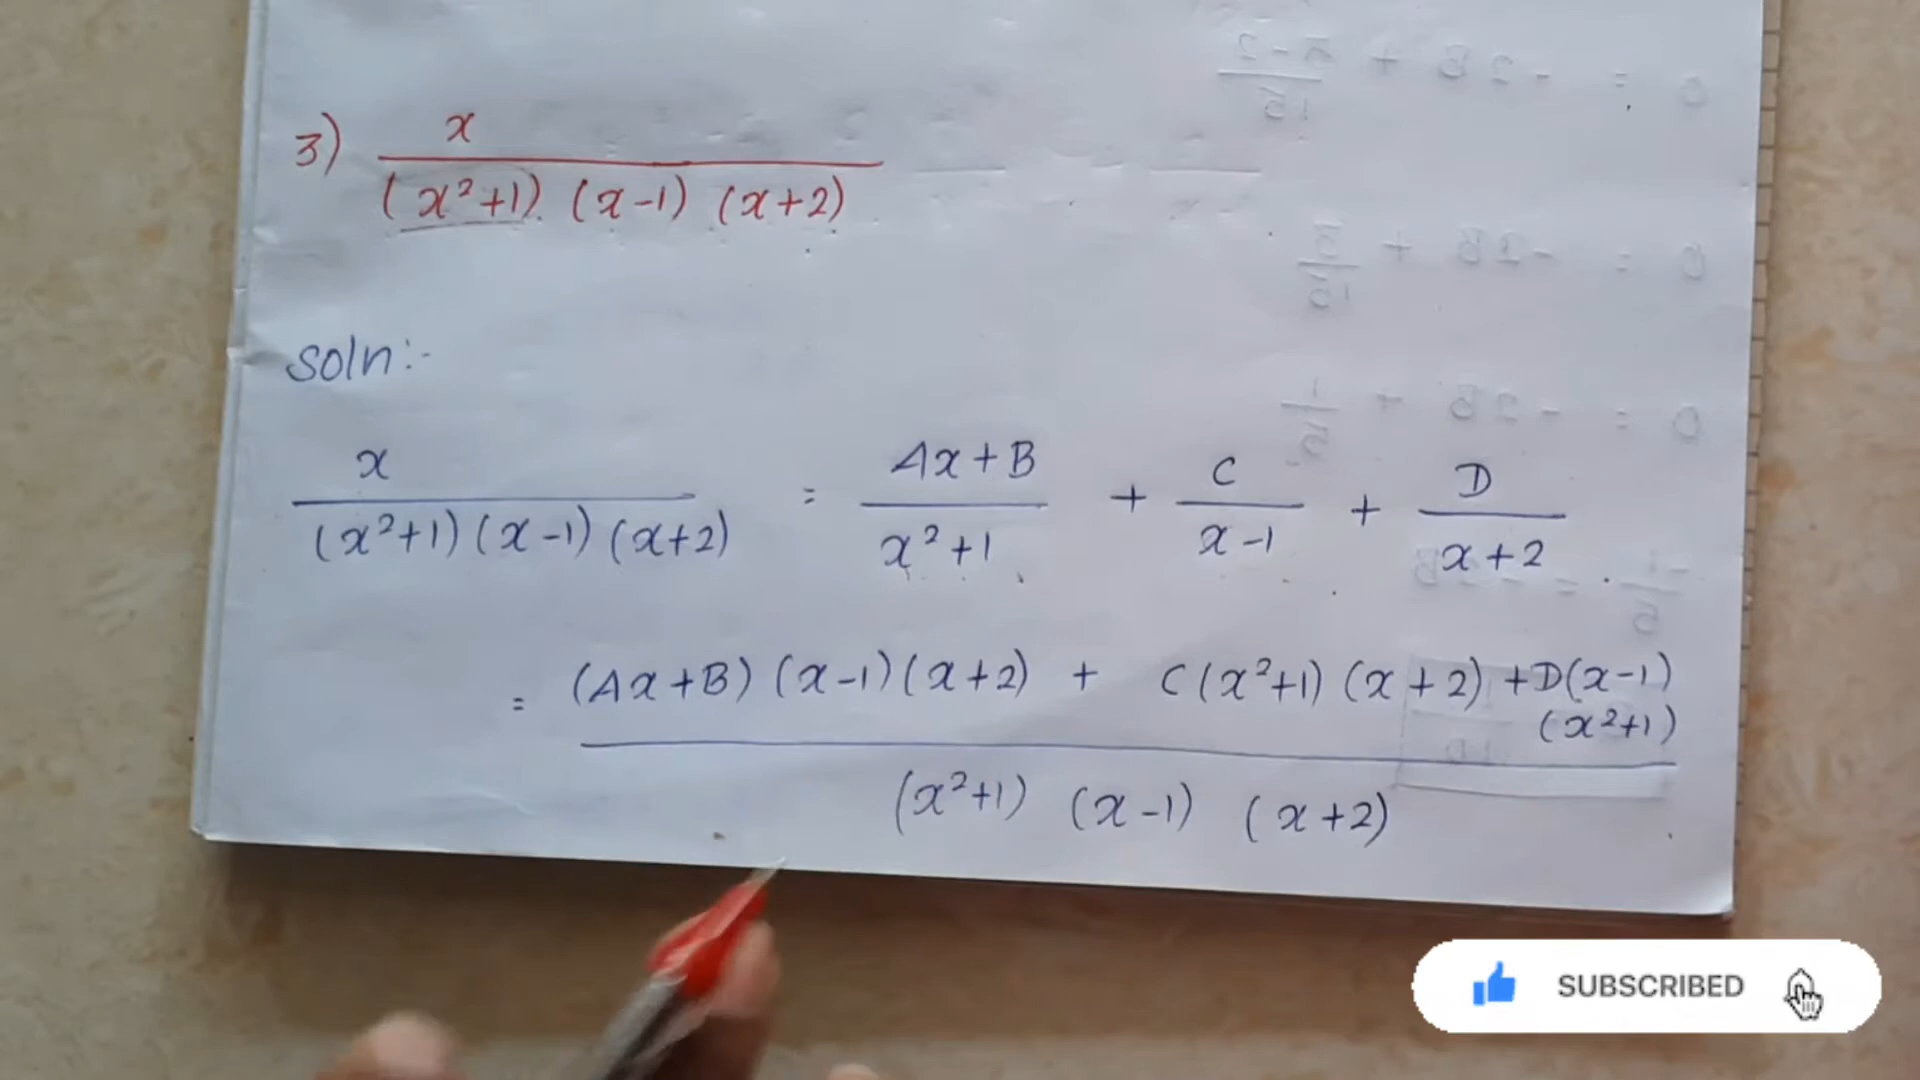 3) x / (x²+1) (x-1) (x+2)
Soln:-
x / (x²+1) (x-1) (x+2) = Ax+B / x²+1 + C / x-1 + D / x+2
= (Ax+B) (x-1) (x+2) + C(x²+1) (x+2) +D(x-1) (x²+1) / (x²+1) (x-1) (x+2)
SUBSCRIBED